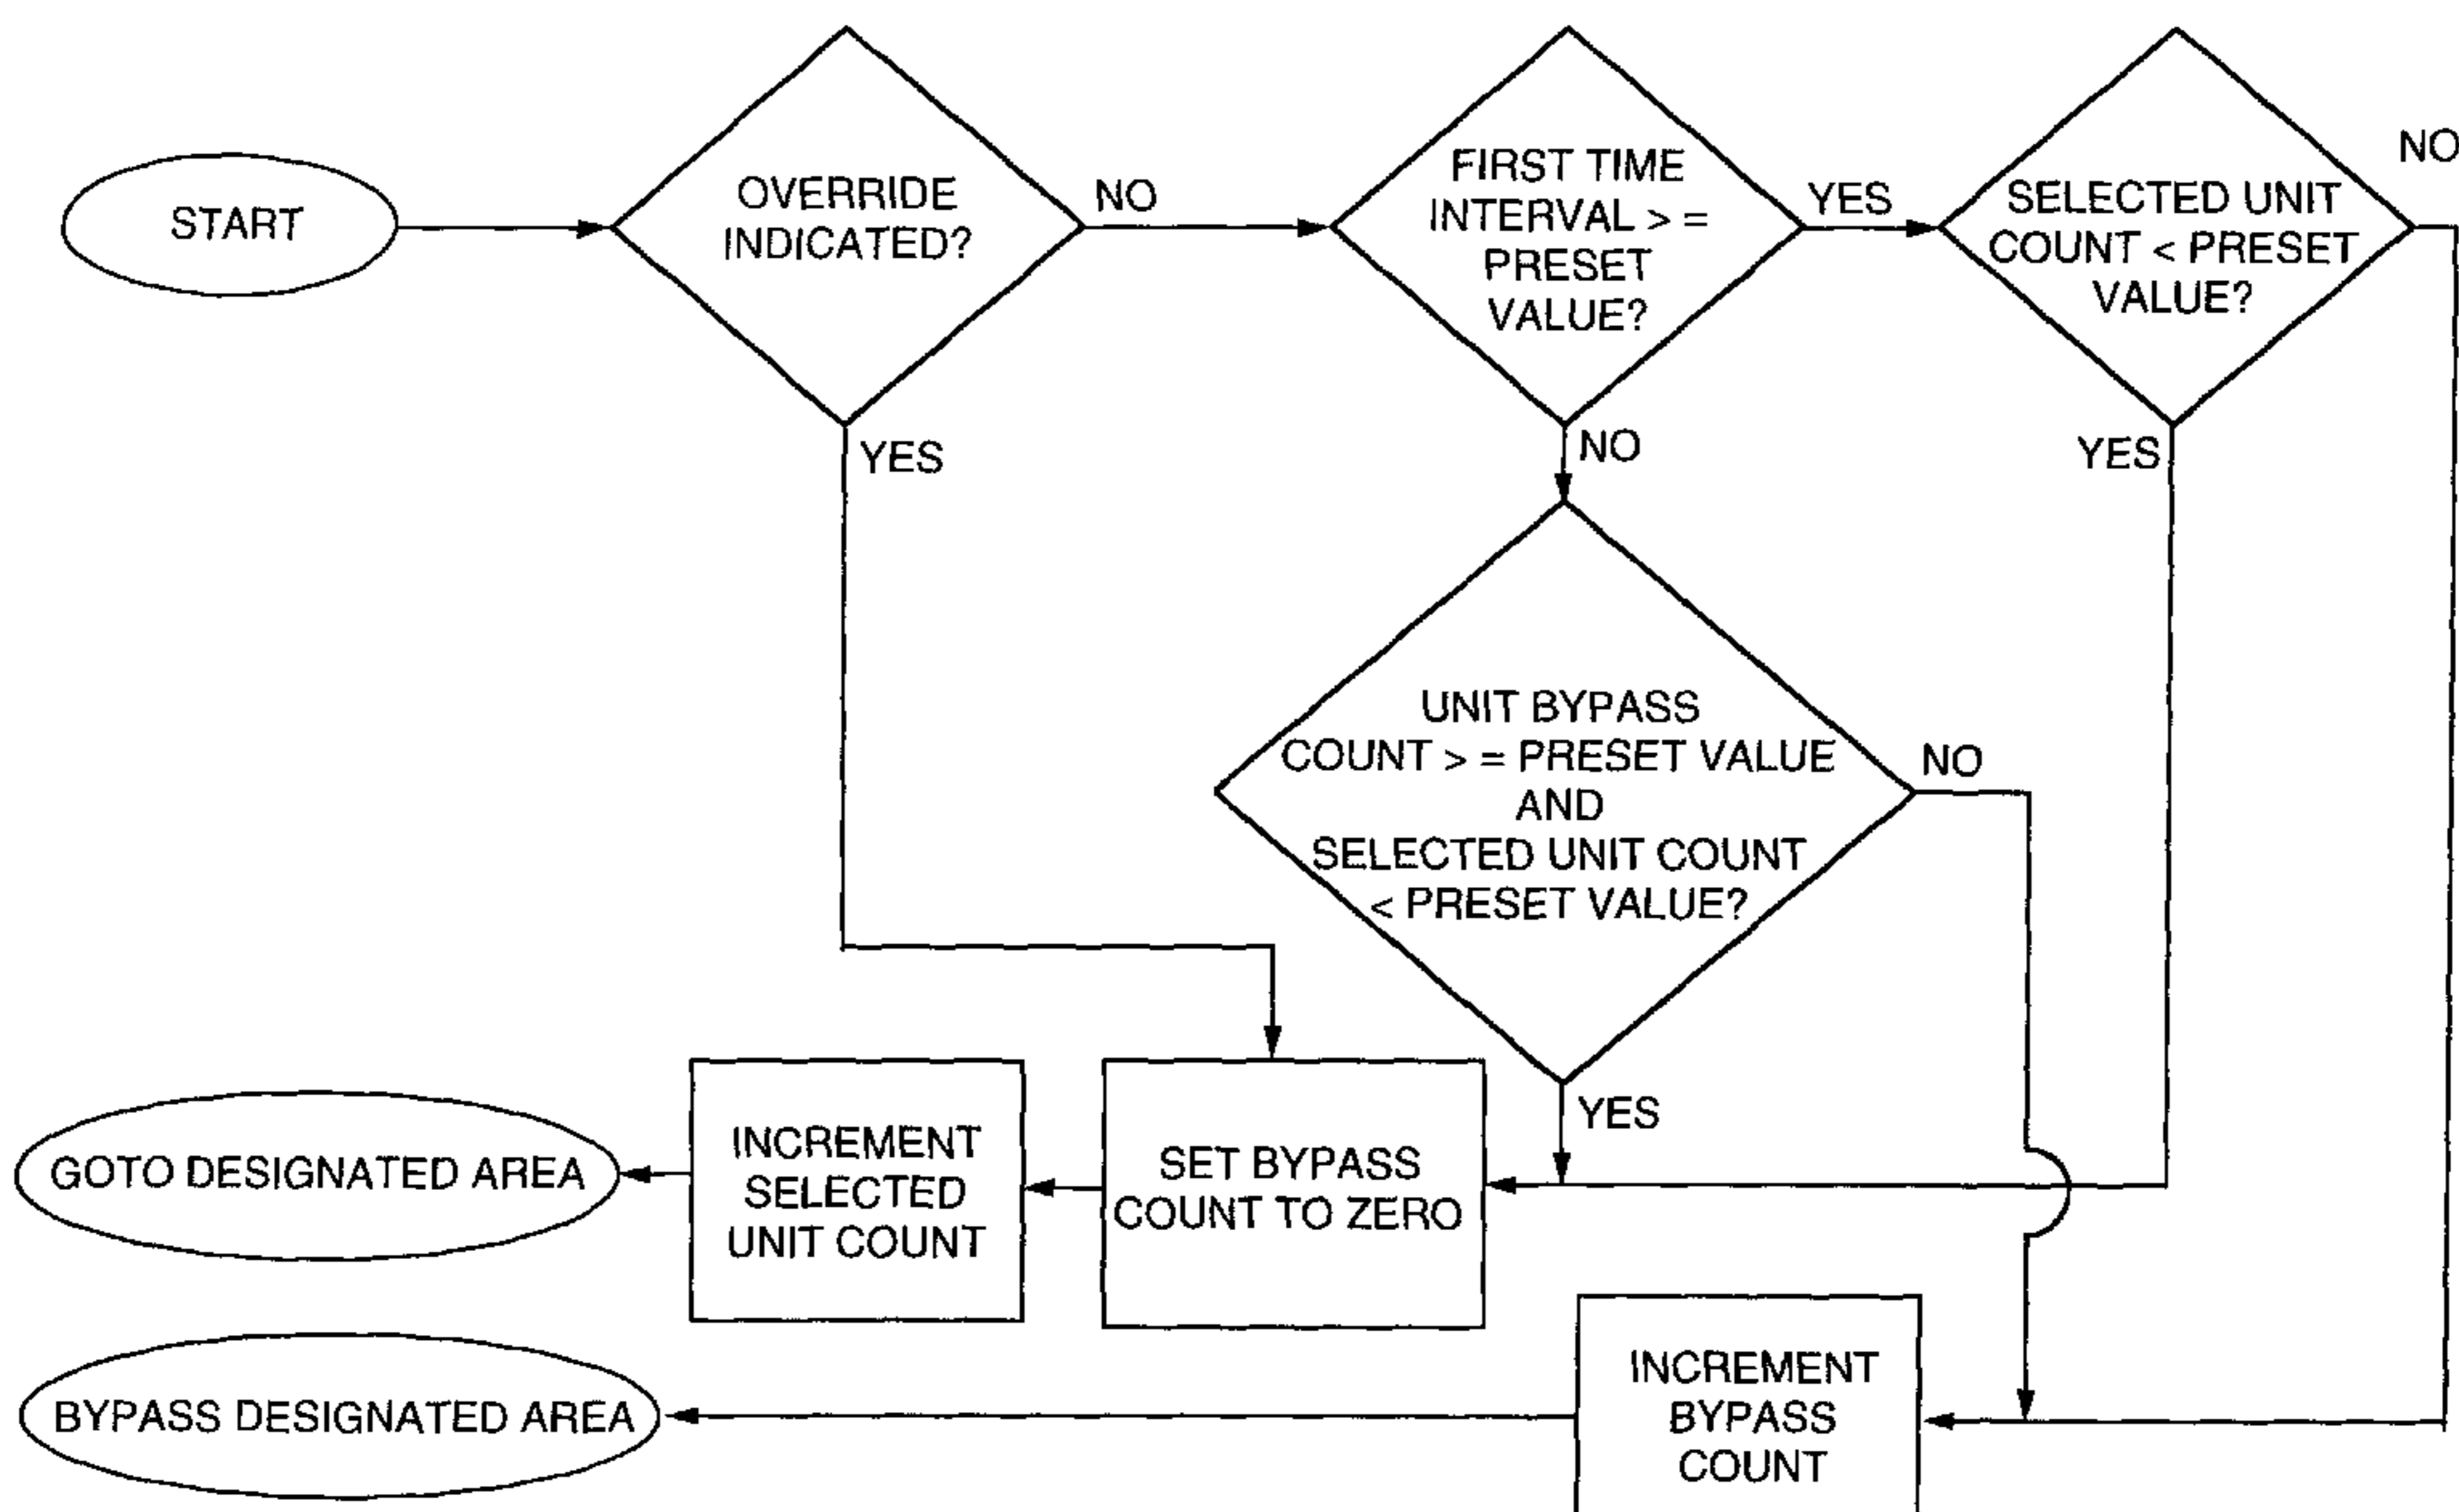 START
OVERRIDE
INDICATED?
NO
YES
FIRST TIME
INTERVAL > =
PRESET
VALUE?
YES
NO
SELECTED UNIT
COUNT < PRESET
VALUE?
NO
YES
UNIT BYPASS
COUNT > = PRESET VALUE
AND
SELECTED UNIT COUNT
< PRESET VALUE?
NO
YES
SET BYPASS
COUNT TO ZERO
INCREMENT
SELECTED
UNIT COUNT
GOTO DESIGNATED AREA
INCREMENT
BYPASS
COUNT
BYPASS DESIGNATED AREA